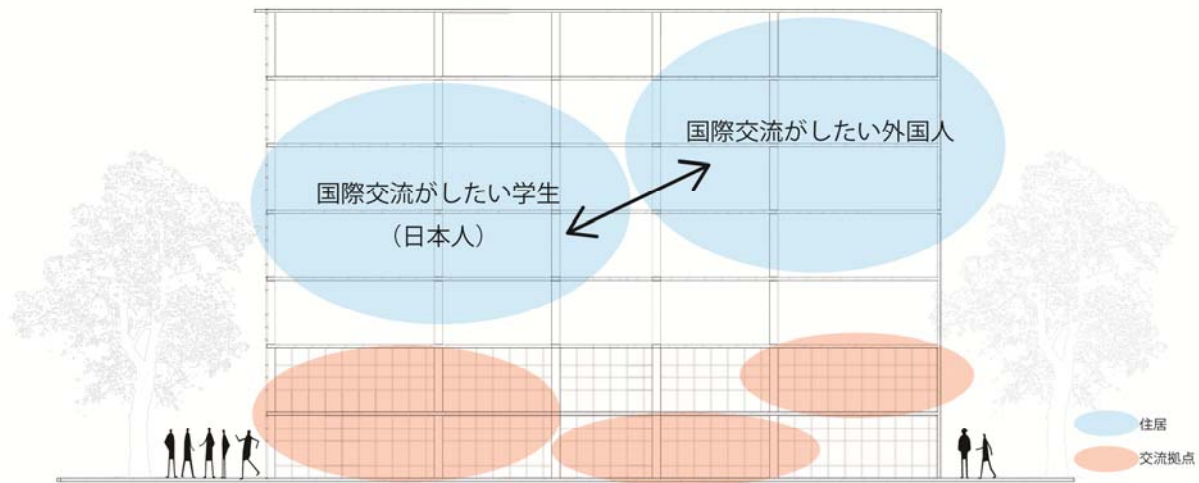 国際交流がしたい外国人
国際交流がしたい学生
（日本人）
住居
交流拠点